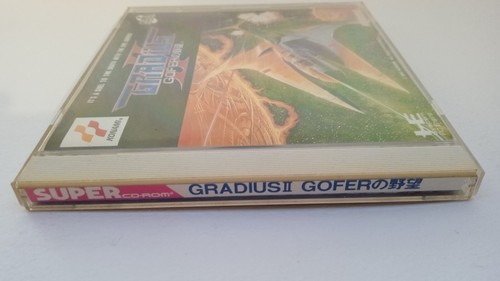 GRADIUS
II
GOFERの野望
KONAMI
HE
SUPER CD-ROM²
GRADIUSII GOFERの野望